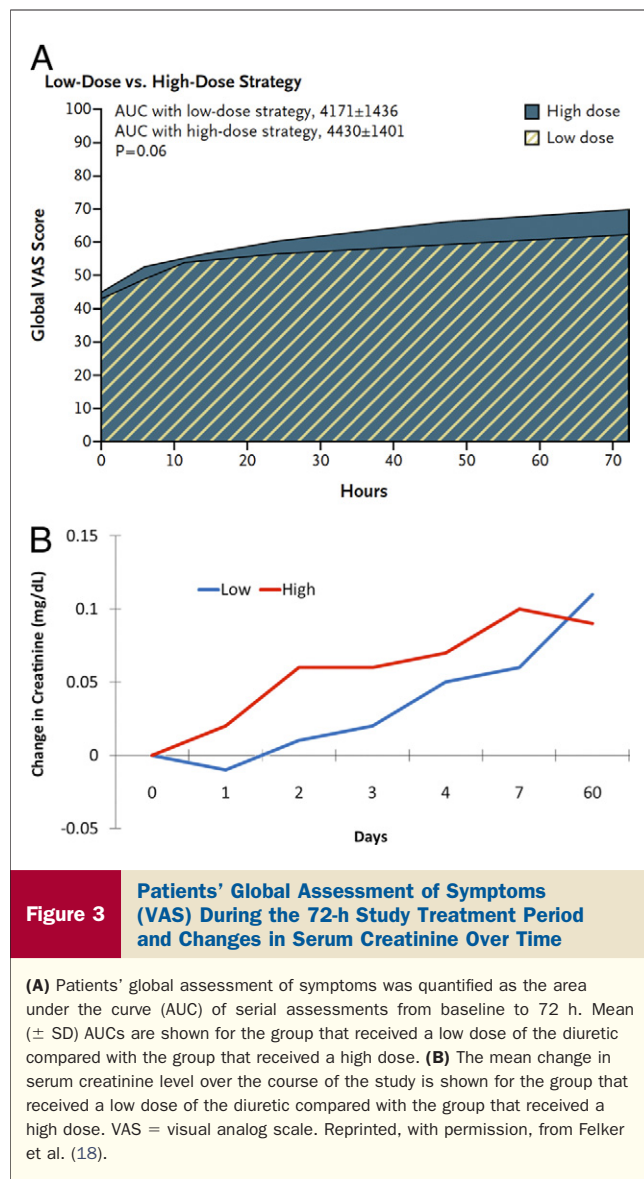 A
Low-Dose vs. High-Dose Strategy
AUC with low-dose strategy, 4171±1436
AUC with high-dose strategy, 4430±1401
P=0.06
High dose
Low dose
Global VAS Score
100
90
80
70
60
50
40
30
20
10
0
0 10 20 30 40 50 60 70
Hours
B
Change in Creatinine (mg/dL)
0.15
0.1
0.05
0
-0.05
Low High
0 1 2 3 4 7 60
Days
Figure 3
Patients' Global Assessment of Symptoms
(VAS) During the 72-h Study Treatment Period
and Changes in Serum Creatinine Over Time
(A) Patients' global assessment of symptoms was quantified as the area
under the curve (AUC) of serial assessments from baseline to 72 h. Mean
(± SD) AUCs are shown for the group that received a low dose of the diuretic
compared with the group that received a high dose. (B) The mean change in
serum creatinine level over the course of the study is shown for the group that
received a low dose of the diuretic compared with the group that received a
high dose. VAS = visual analog scale. Reprinted, with permission, from Felker
et al. (18).